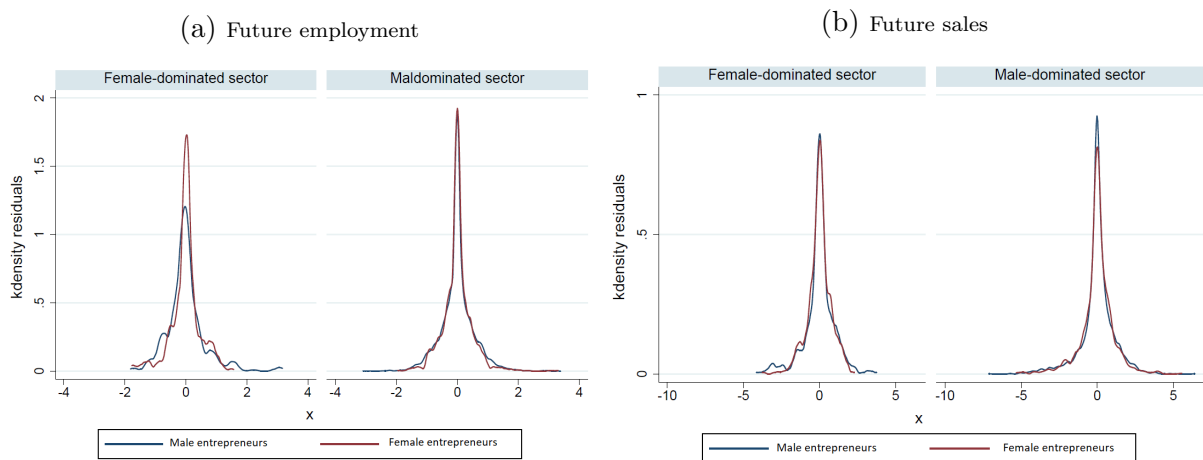 (a) Future employment
Female-dominated sector
Maldominated sector
kdensity residuals
0 .5 1 1.5 2
-4 -2 0 2 4
-4 -2 0 2 4
x
Male entrepreneurs
Female entrepreneurs
(b) Future sales
Female-dominated sector
Male-dominated sector
kdensity residuals
0 .5 1
-10 -5 0 5
-10 -5 0 5
x
Male entrepreneurs
Female entrepreneurs